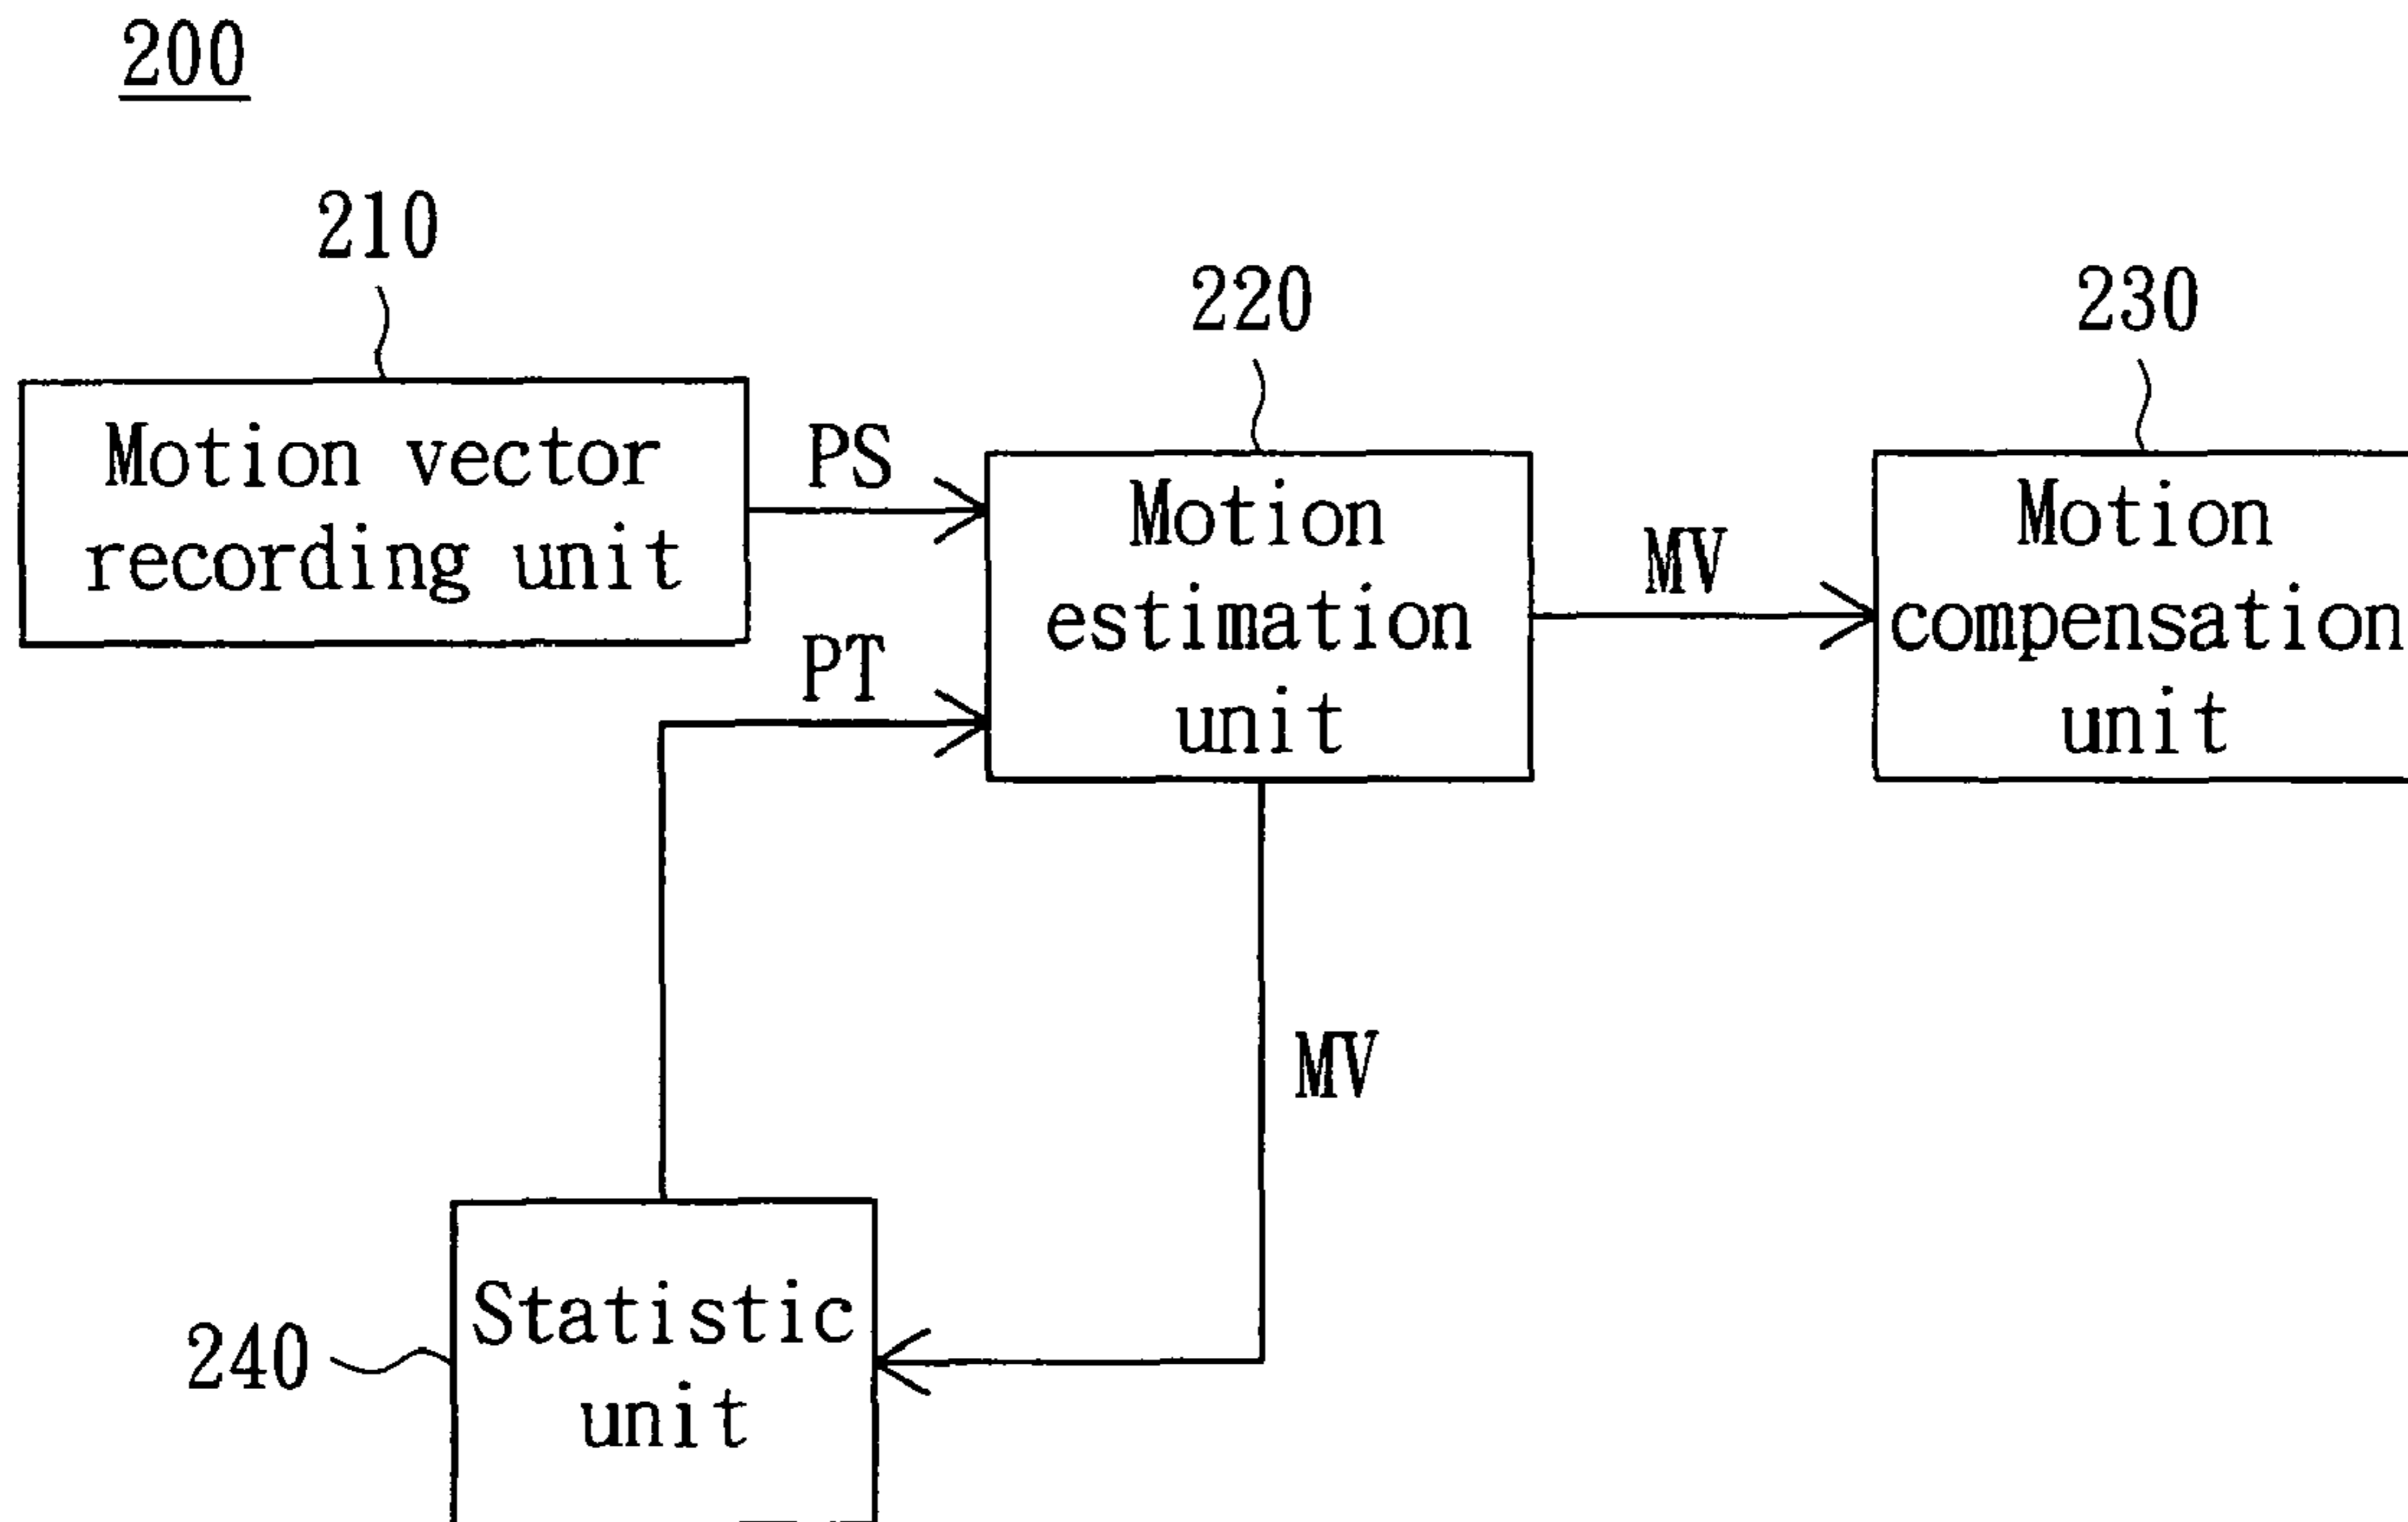 200
210
Motion vector
recording unit
PS
PT
220
Motion
estimation
unit
MV
230
Motion
compensation
unit
MV
240
Statistic
unit